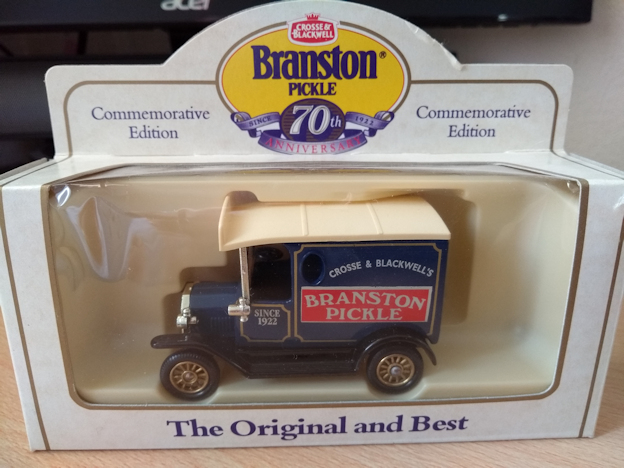 acer
CROSSE &
BLACKWELL
Branston®
PICKLE
Commemorative
Edition
SINCE 70th 1922
ANNIVERSARY
Commemorative
Edition
CROSSE & BLACKWELL'S
BRANSTON
PICKLE
SINCE
1922
The Original and Best